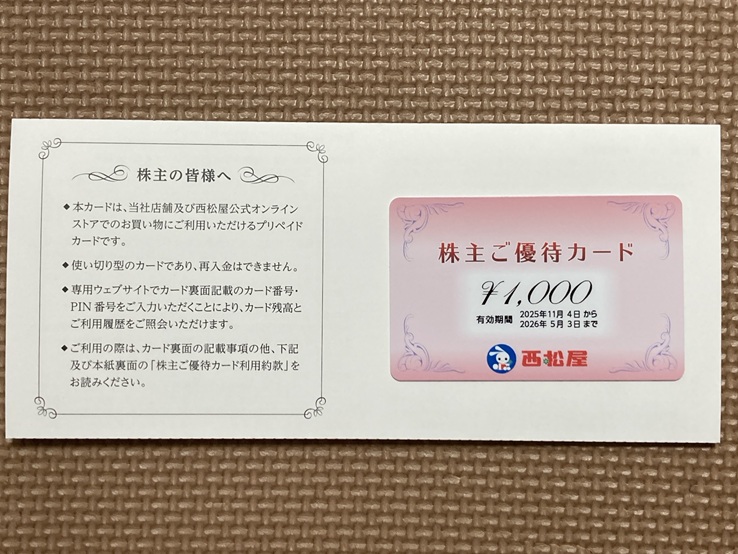 株主の皆様へ
◆本カードは、当社店舗及び西松屋公式オンライン
ストアでのお買い物にご利用いただけるプリペイド
カードです。
◆使い切り型のカードであり、再入金はできません。
◆専用ウェブサイトでカード裏面記載のカード番号・
PIN番号をご入力いただくことにより、カード残高と
ご利用履歴をご照会いただけます。
◆ご利用の際は、カード裏面の記載事項の他、下記
及び本紙裏面の「株主ご優待カード利用約款」を
お読みください。
株主ご優待カード
¥1,000
有効期間 2025年11月 4日 から
2026年 5月 3日 まで
西松屋